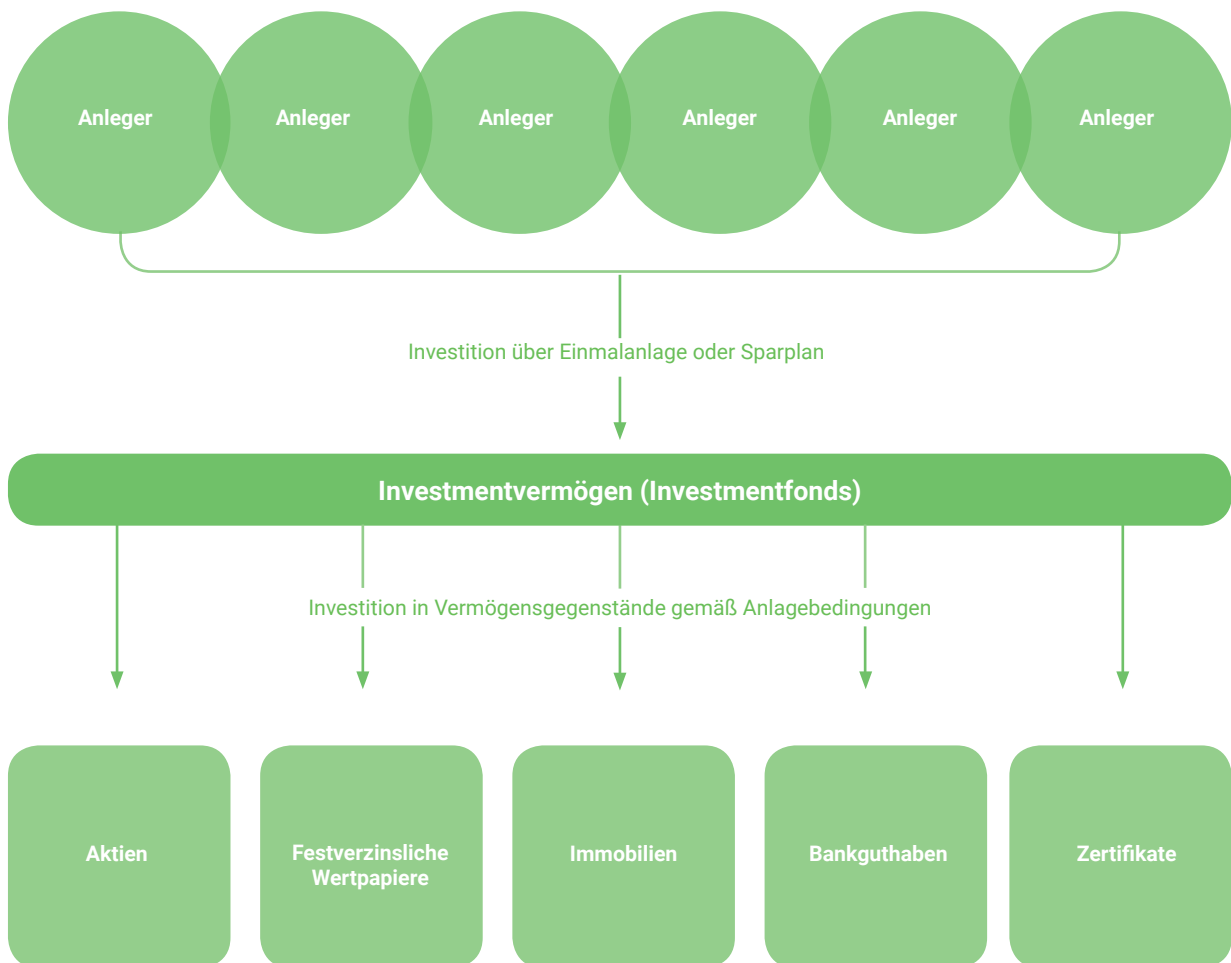 Anleger
Anleger
Anleger
Anleger
Anleger
Anleger
Investition über Einmalanlage oder Sparplan
Investmentvermögen (Investmentfonds)
Investition in Vermögensgegenstände gemäß Anlagebedingungen
Aktien
Festverzinsliche
Wertpapiere
Immobilien
Bankguthaben
Zertifikate